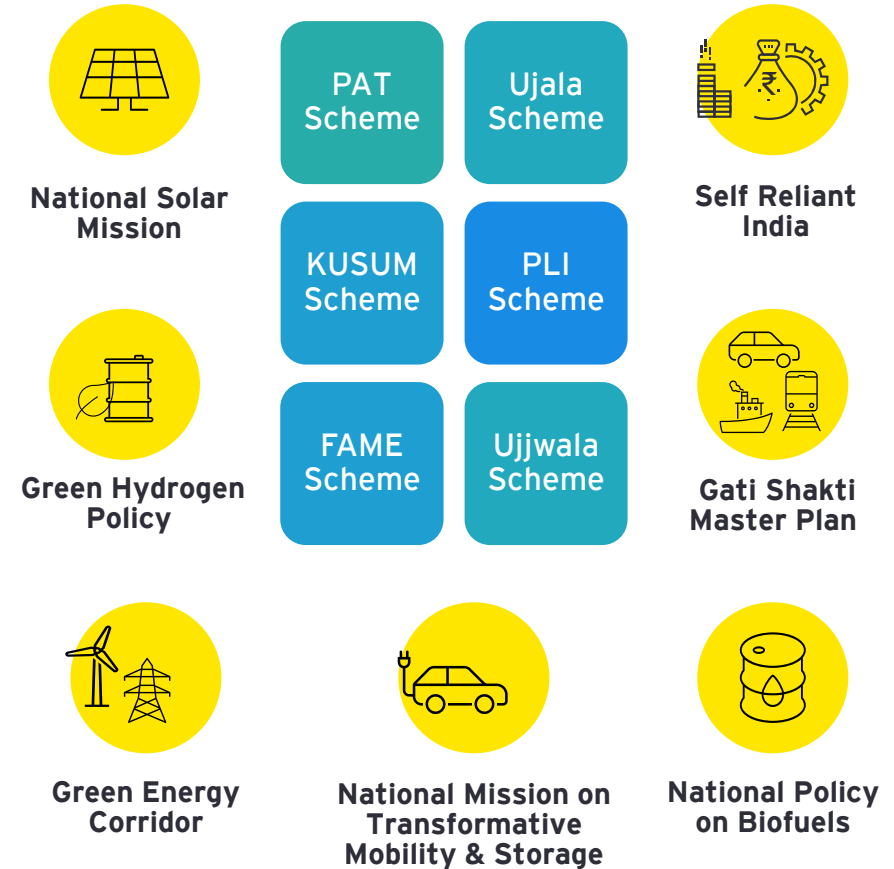 PAT
Scheme
Ujala
Scheme
National Solar
Mission
Self Reliant
India
KUSUM
Scheme
PLI
Scheme
Green Hydrogen
Policy
FAME
Scheme
Ujjwala
Scheme
Gati Shakti
Master Plan
Green Energy
Corridor
National Mission on
Transformative
Mobility & Storage
National Policy
on Biofuels
₹